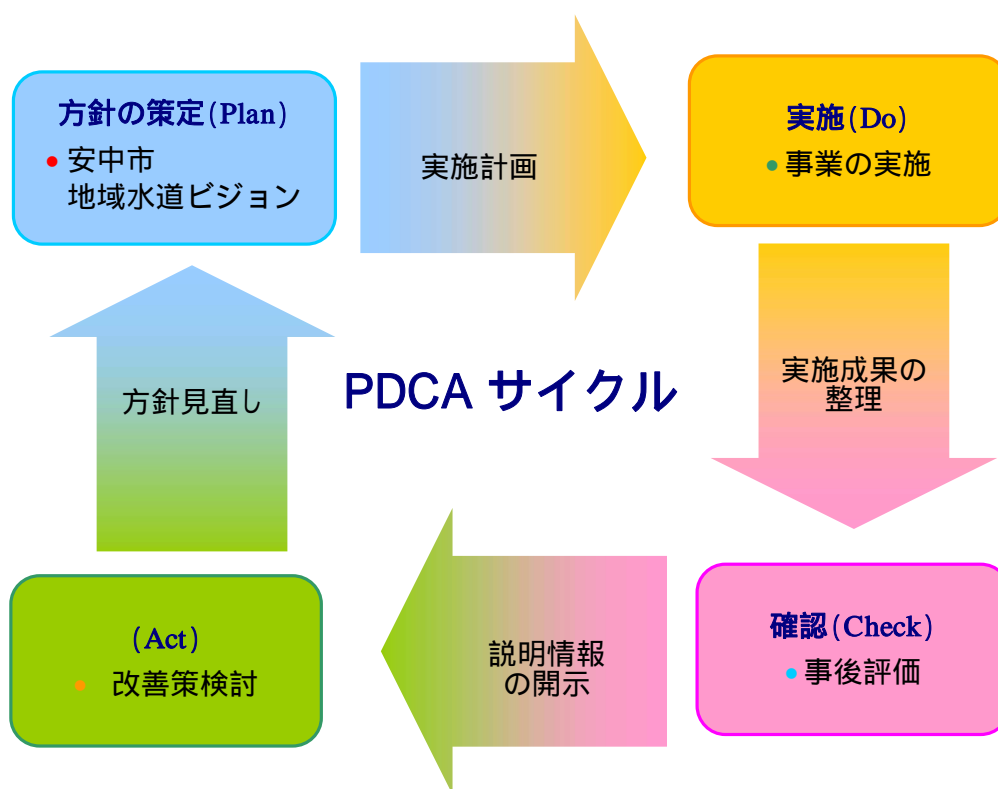 方針の策定(Plan)
• 安中市
地域水道ビジョン
実施計画
実施(Do)
• 事業の実施
実施成果の
整理
確認(Check)
• 事後評価
説明情報
の開示
(Act)
• 改善策検討
方針見直し
PDCA サイクル